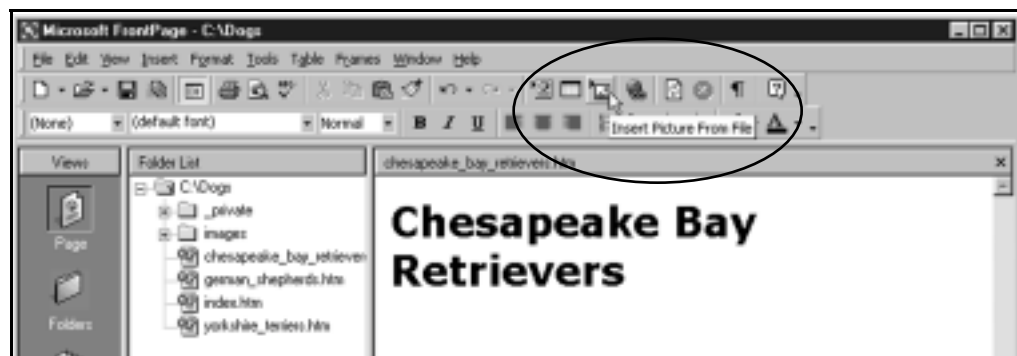 Microsoft FrontPage - C:\Dogs
File Edit View Insert Format Tools Table Frames Window Help
(None) (default font) Normal B I U A
Insert Picture From File
Views Folder List chesapeake_bay_retrievers.htm
C:\Dogs
_private
images
chesapeake_bay_retriever
german_shepherds.htm
index.htm
yorkshire_terriers.htm
Page
Folders
Chesapeake Bay
Retrievers